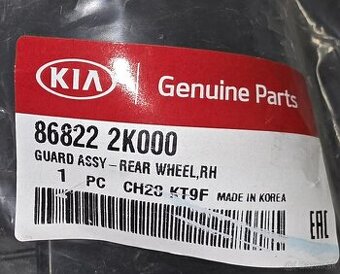 KIA
Genuine Parts
86822 2K000
GUARD ASSY-REAR WHEEL,RH
1 PC CH28 KT9F MADE IN KOREA
EAC